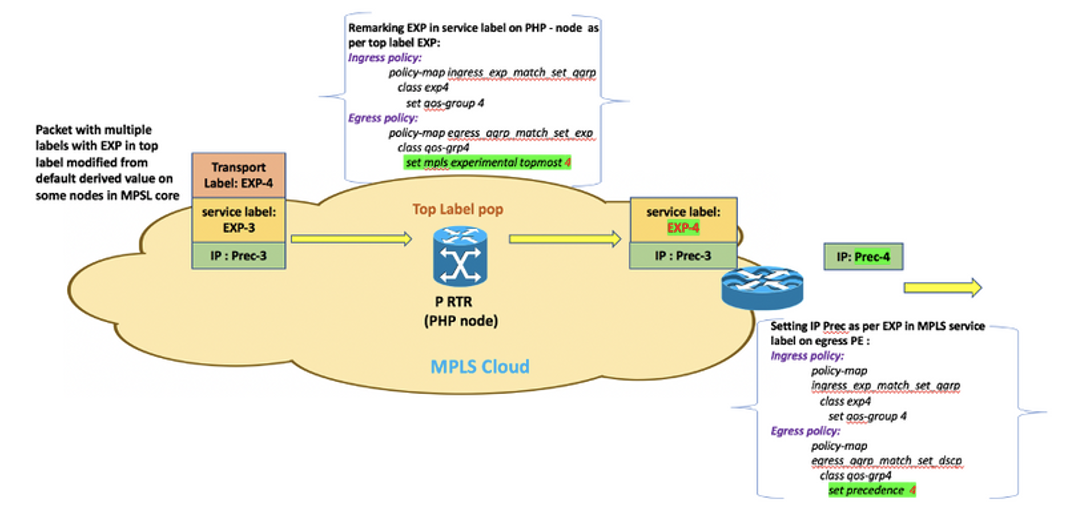 Remarking EXP in service label on PHP - node  as
per top label EXP:
Ingress policy:
policy-map ingress_exp_match_set_qgrp
class exp4
set qos-group 4
Egress policy:
policy-map egress_qgrp_match_set_exp
class qos-grp4
set mpls experimental topmost 4
Packet with multiple
labels with EXP in top
label modified from
default derived value on
some nodes in MPSL core
Transport
Label: EXP-4
service label:
EXP-3
IP : Prec-3
Top Label pop
P RTR
(PHP node)
MPLS Cloud
service label:
EXP-4
IP : Prec-3
IP: Prec-4
Setting IP Prec as per EXP in MPLS service
label on egress PE :
Ingress policy:
policy-map
ingress_exp_match_set_qgrp
class exp4
set qos-group 4
Egress policy:
policy-map
egress_qgrp_match_set_dscp
class qos-grp4
set precedence  4